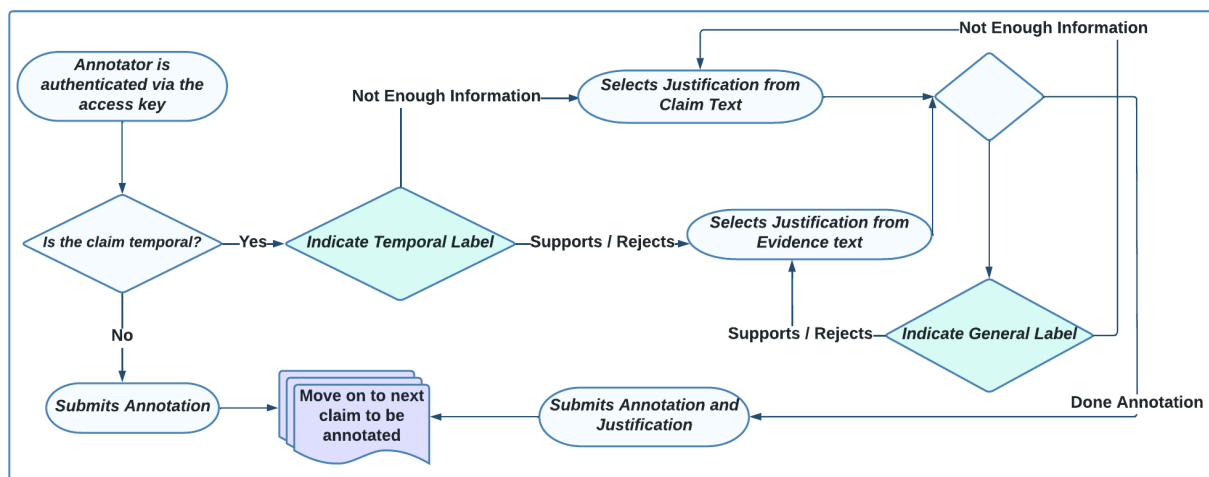 Not Enough Information
Annotator is
authenticated via the
access key
Not Enough Information
Selects Justification from
Claim Text
Is the claim temporal?
Yes
Indicate Temporal Label
Supports / Rejects
Selects Justification from
Evidence text
No
Supports / Rejects
Indicate General Label
Submits Annotation
Move on to next
claim to be
annotated
Submits Annotation and
Justification
Done Annotation